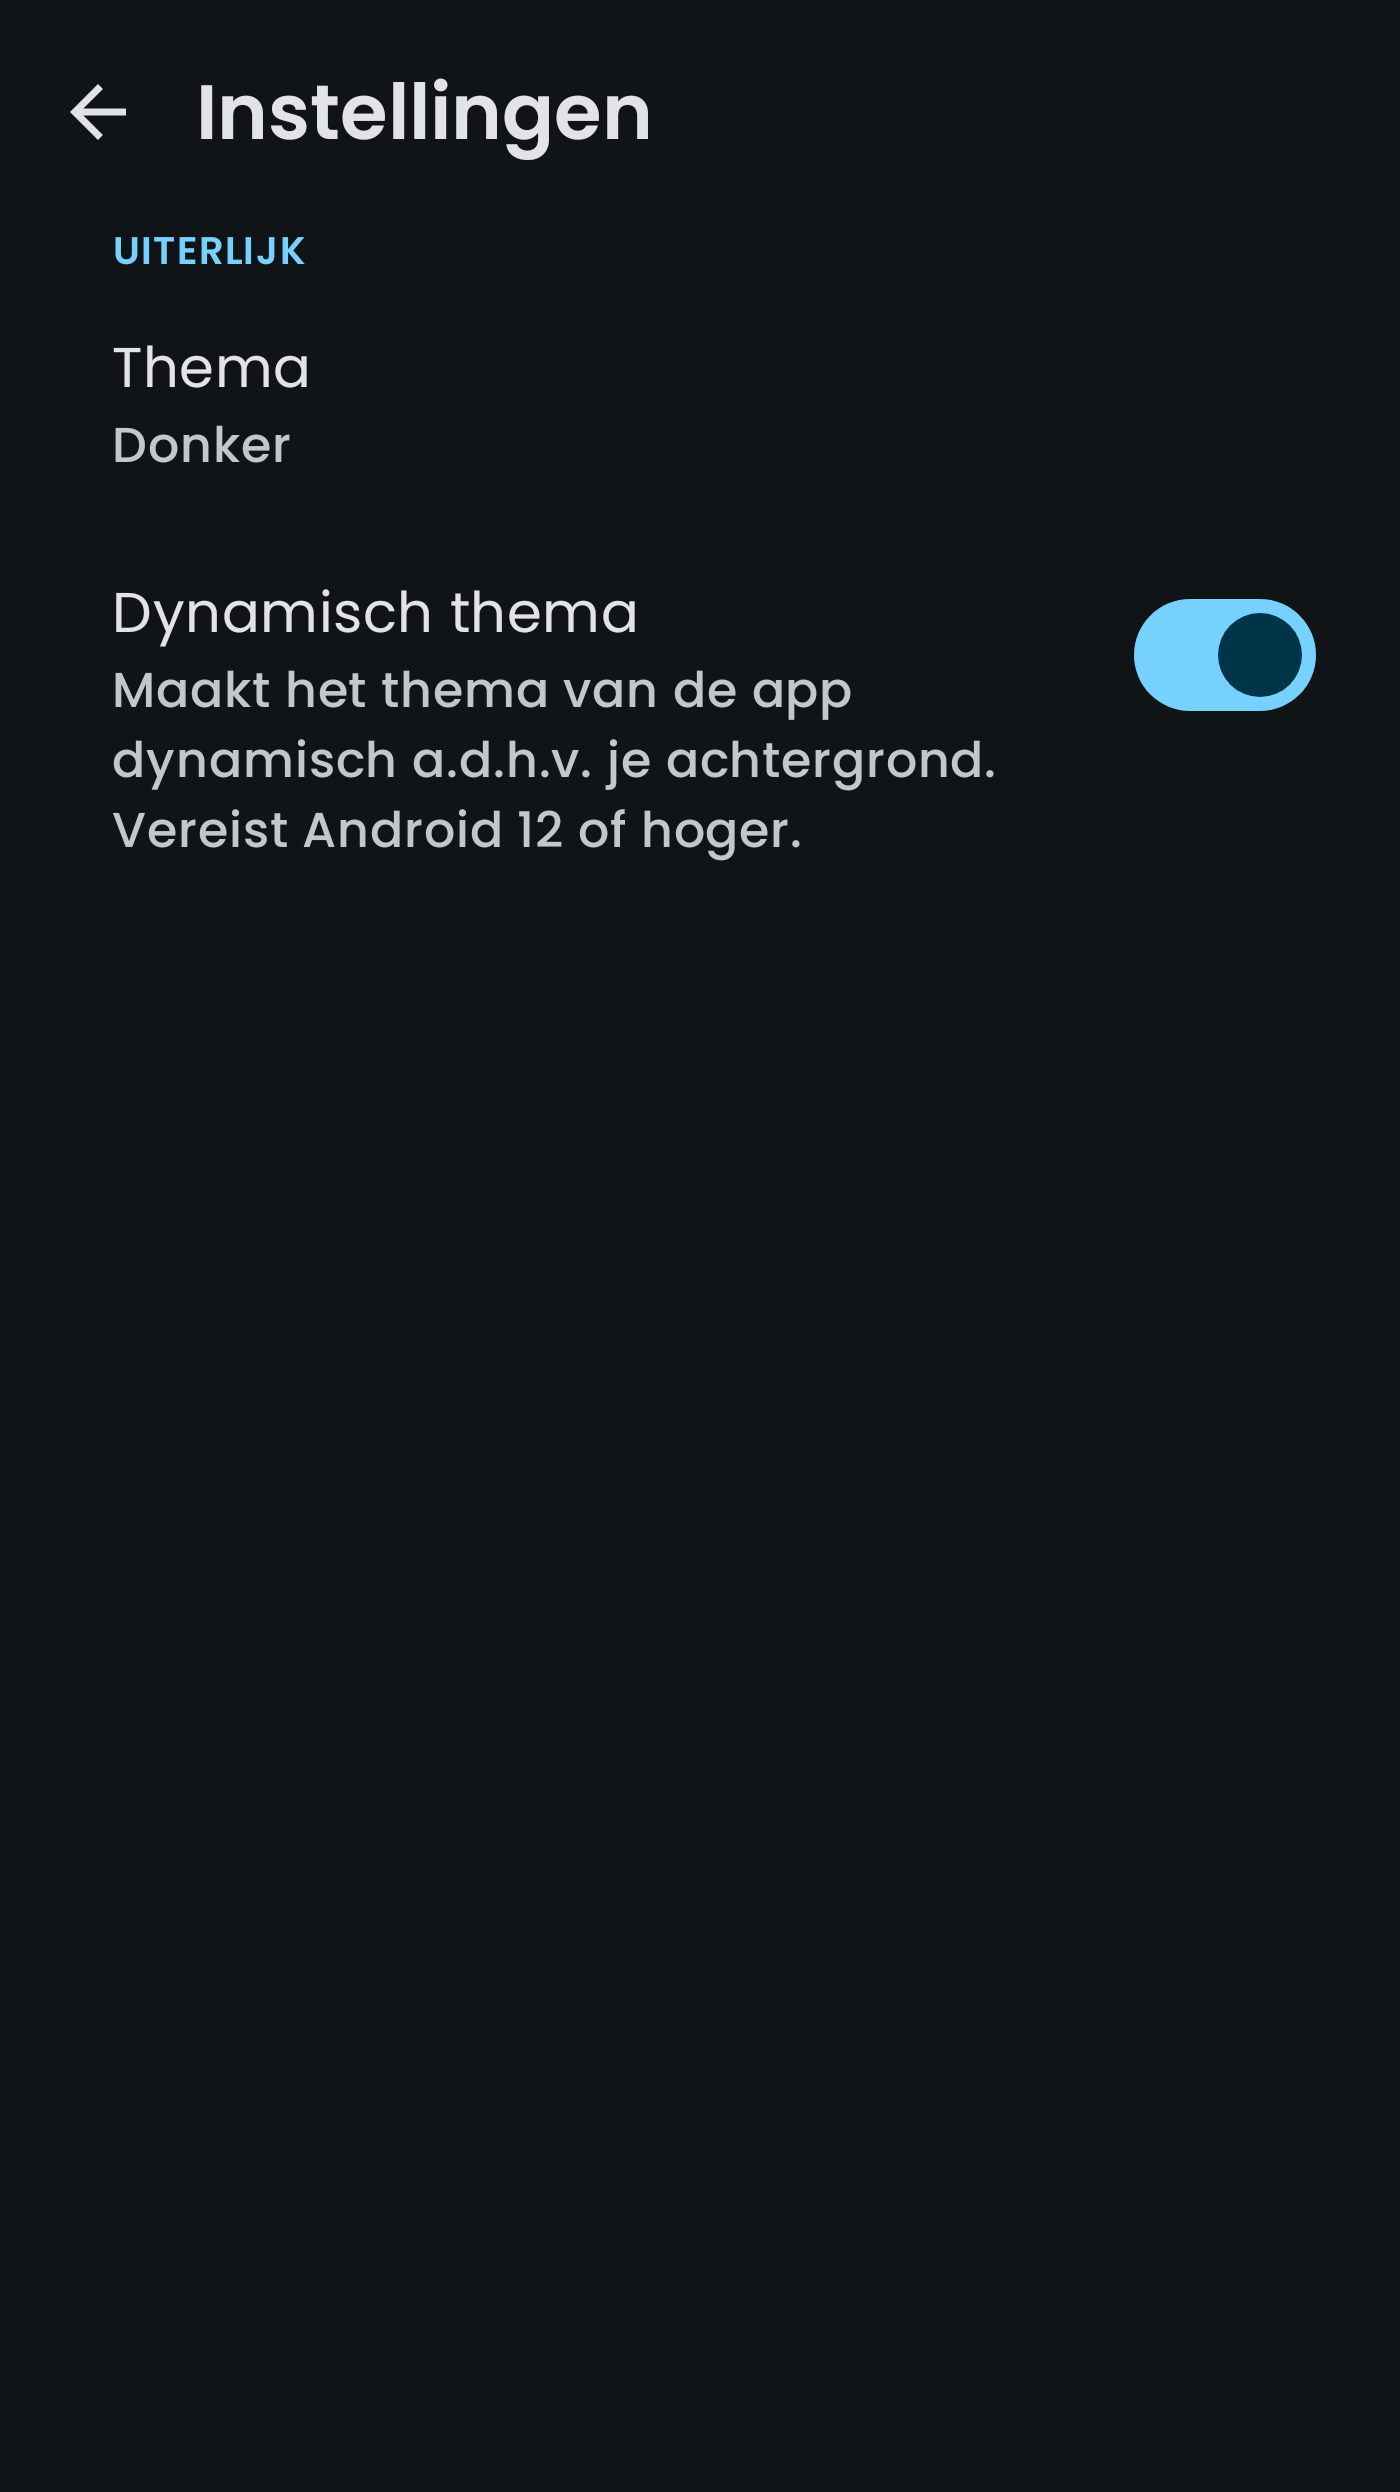 Instellingen
UITERLIJK
Thema
Donker
Dynamisch thema
Maakt het thema van de app
dynamisch a.d.h.v. je achtergrond.
Vereist Android 12 of hoger.